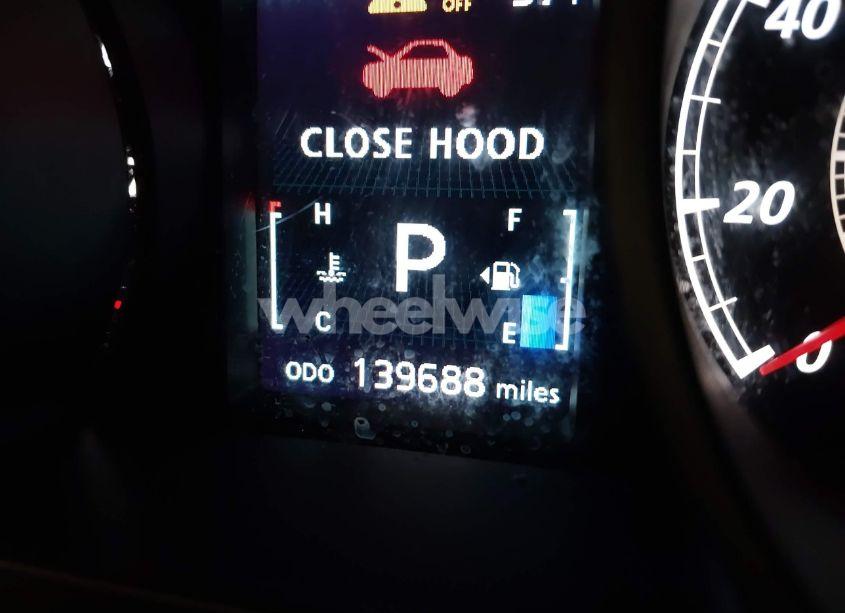 OFF
40
CLOSE HOOD
H F
20
P
C E
0
wheelwise
ODO 139688 miles